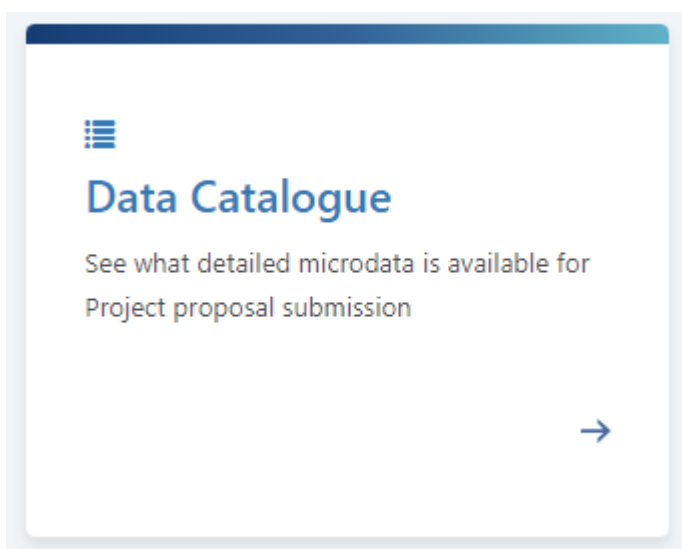 Data Catalogue
See what detailed microdata is available for
Project proposal submission